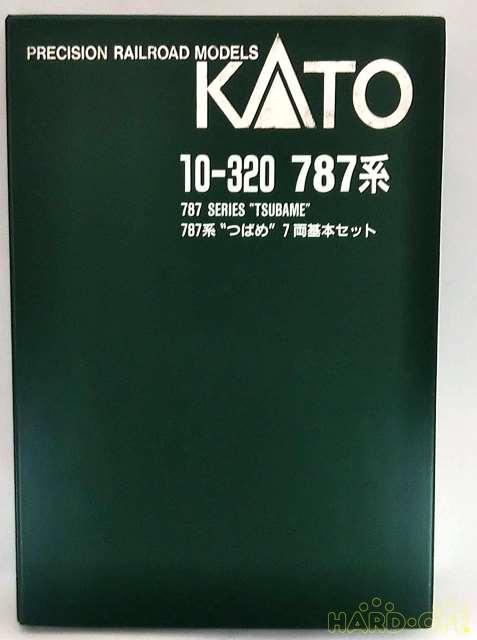 PRECISION RAILROAD MODELS
KATO
10-320 787系
787 SERIES "TSUBAME"
787系"つばめ" 7両基本セット
HARD・OFF